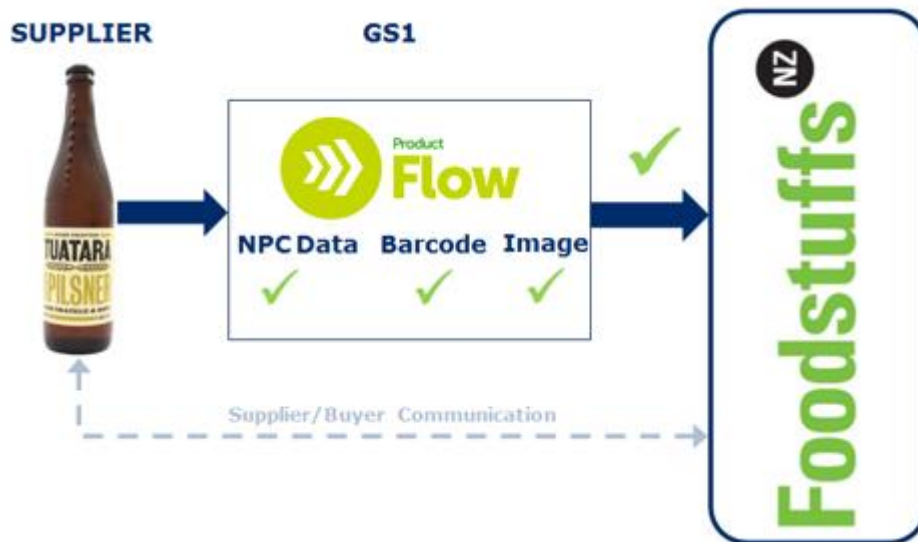 SUPPLIER
GS1
Product
Flow
NPC Data Barcode Image
TUATARA
PILSNER
Supplier/Buyer Communication
Foodstuffs
NZ